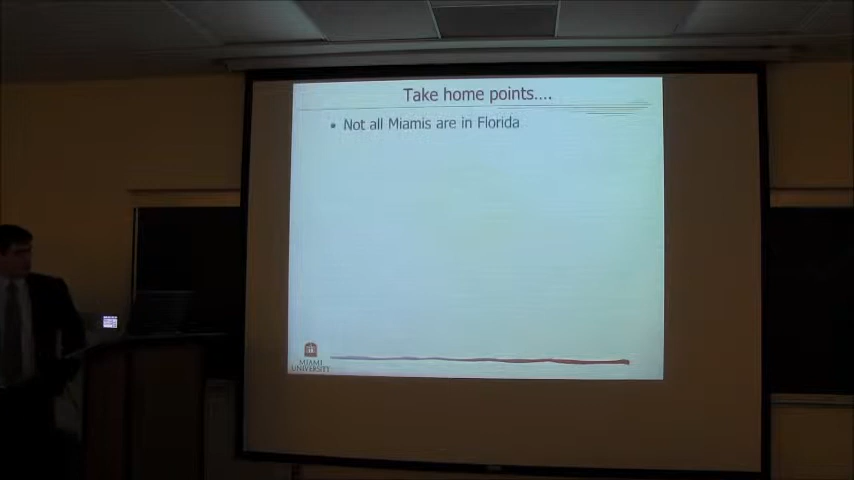 Take home points....
• Not all Miamis are in Florida
MIAMI
UNIVERSITY